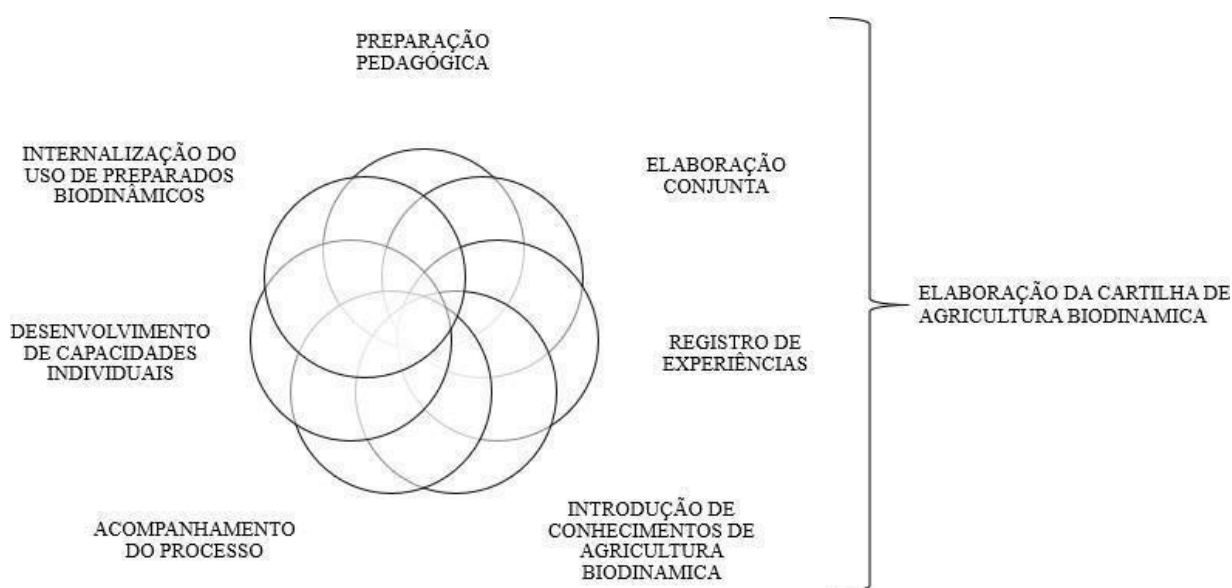 PREPARAÇÃO
PEDAGÓGICA
ELABORAÇÃO
CONJUNTA
REGISTRO DE
EXPERIÊNCIAS
INTRODUÇÃO DE
CONHECIMENTOS DE
AGRICULTURA
BIODINAMICA
ACOMPANHAMENTO
DO PROCESSO
DESENVOLVIMENTO
DE CAPACIDADES
INDIVIDUAIS
INTERNALIZAÇÃO DO
USO DE PREPARADOS
BIODINÂMICOS
ELABORAÇÃO DA CARTILHA DE
AGRICULTURA BIODINAMICA